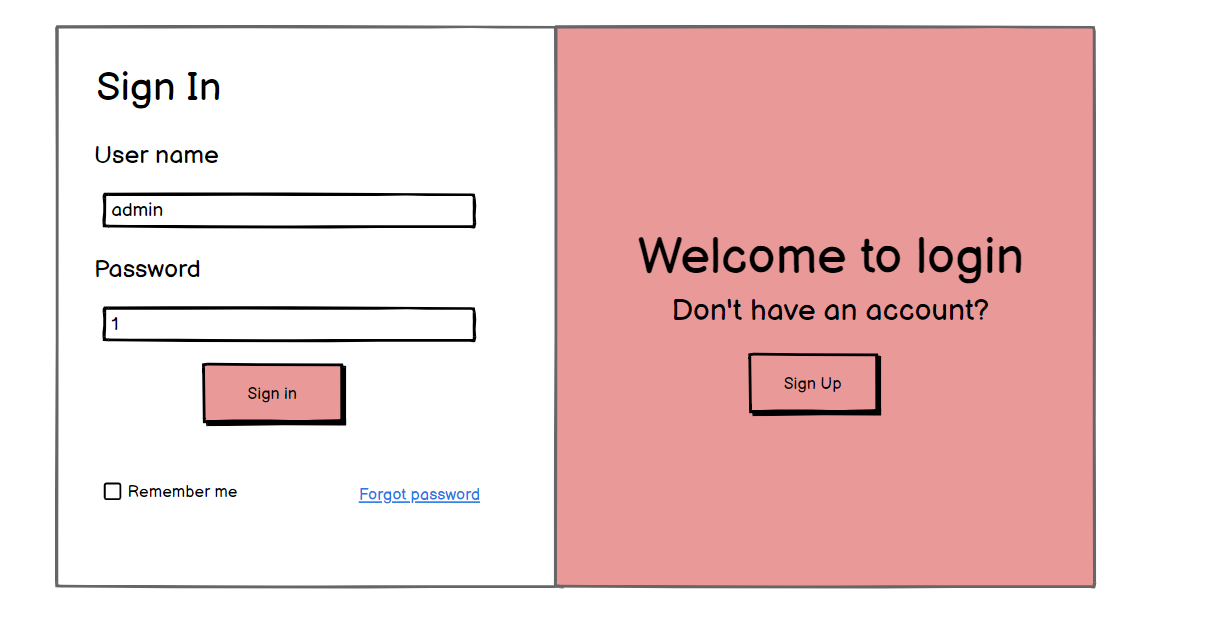 Sign In
User name
admin
Password
1
Sign in
Remember me
Forgot password
Welcome to login
Don't have an account?
Sign Up